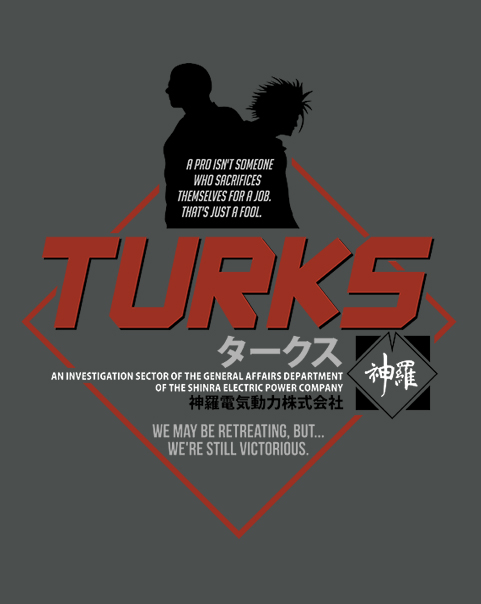 A PRO ISN'T SOMEONE
WHO SACRIFICES
THEMSELVES FOR A JOB.
THAT'S JUST A FOOL.
TURKS
タークス
AN INVESTIGATION SECTOR OF THE GENERAL AFFAIRS DEPARTMENT
OF THE SHINRA ELECTRIC POWER COMPANY
神羅電気動力株式会社
神羅
WE MAY BE RETREATING, BUT...
WE'RE STILL VICTORIOUS.